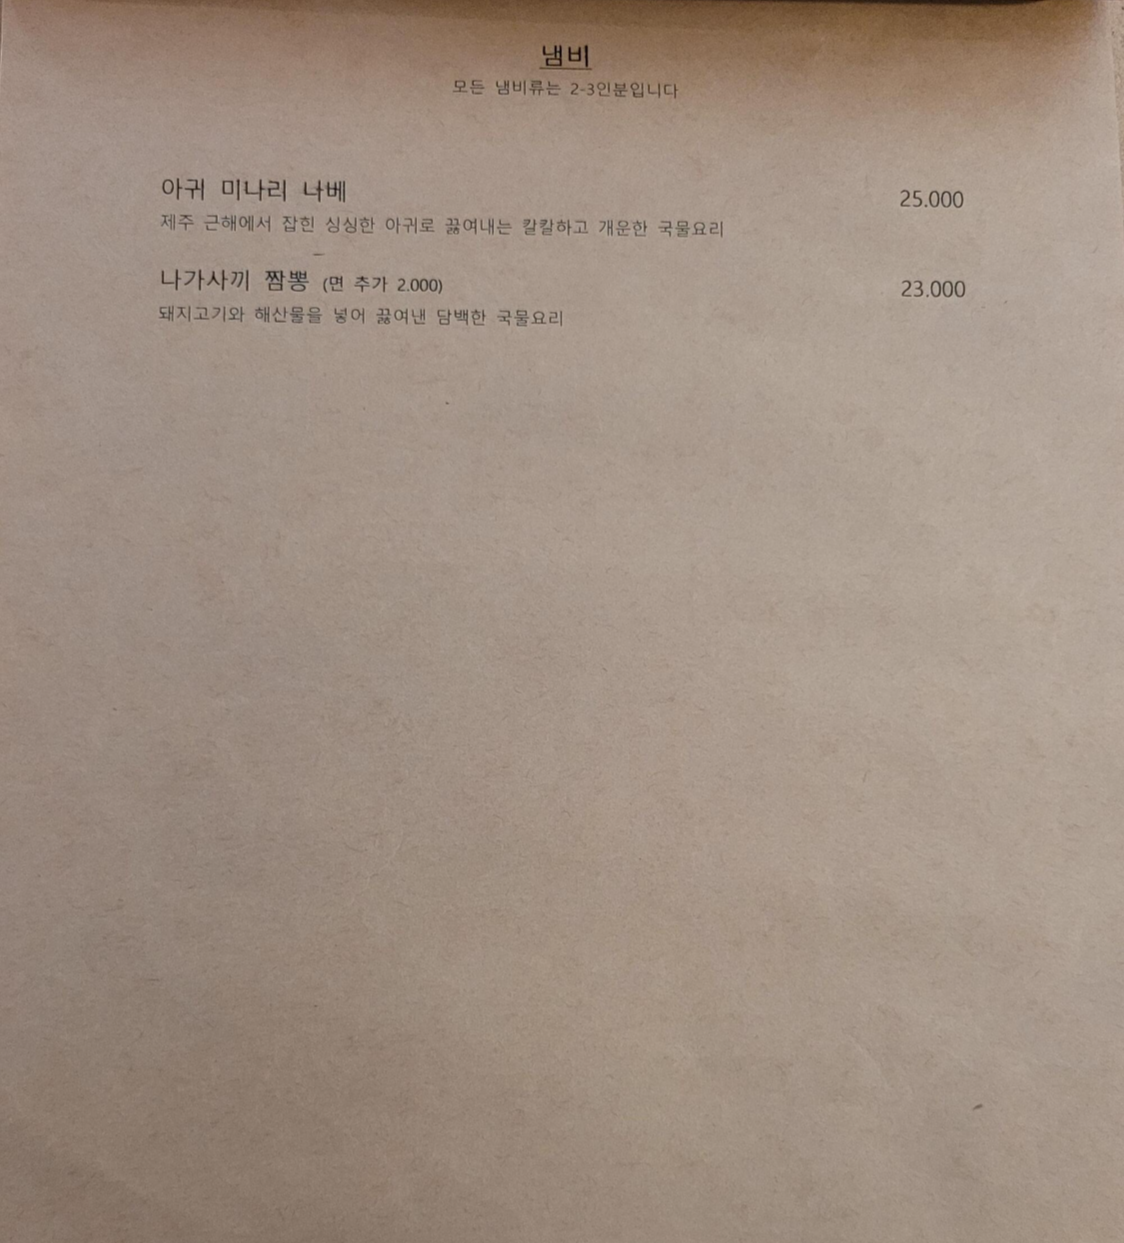 냄비
모든 냄비류는 2-3인분입니다
아귀 미나리 나베 25.000
제주 근해에서 잡힌 싱싱한 아귀로 끓여내는 칼칼하고 개운한 국물요리
나가사끼 짬뽕 (면 추가 2.000) 23.000
돼지고기와 해산물을 넣어 끓여낸 담백한 국물요리